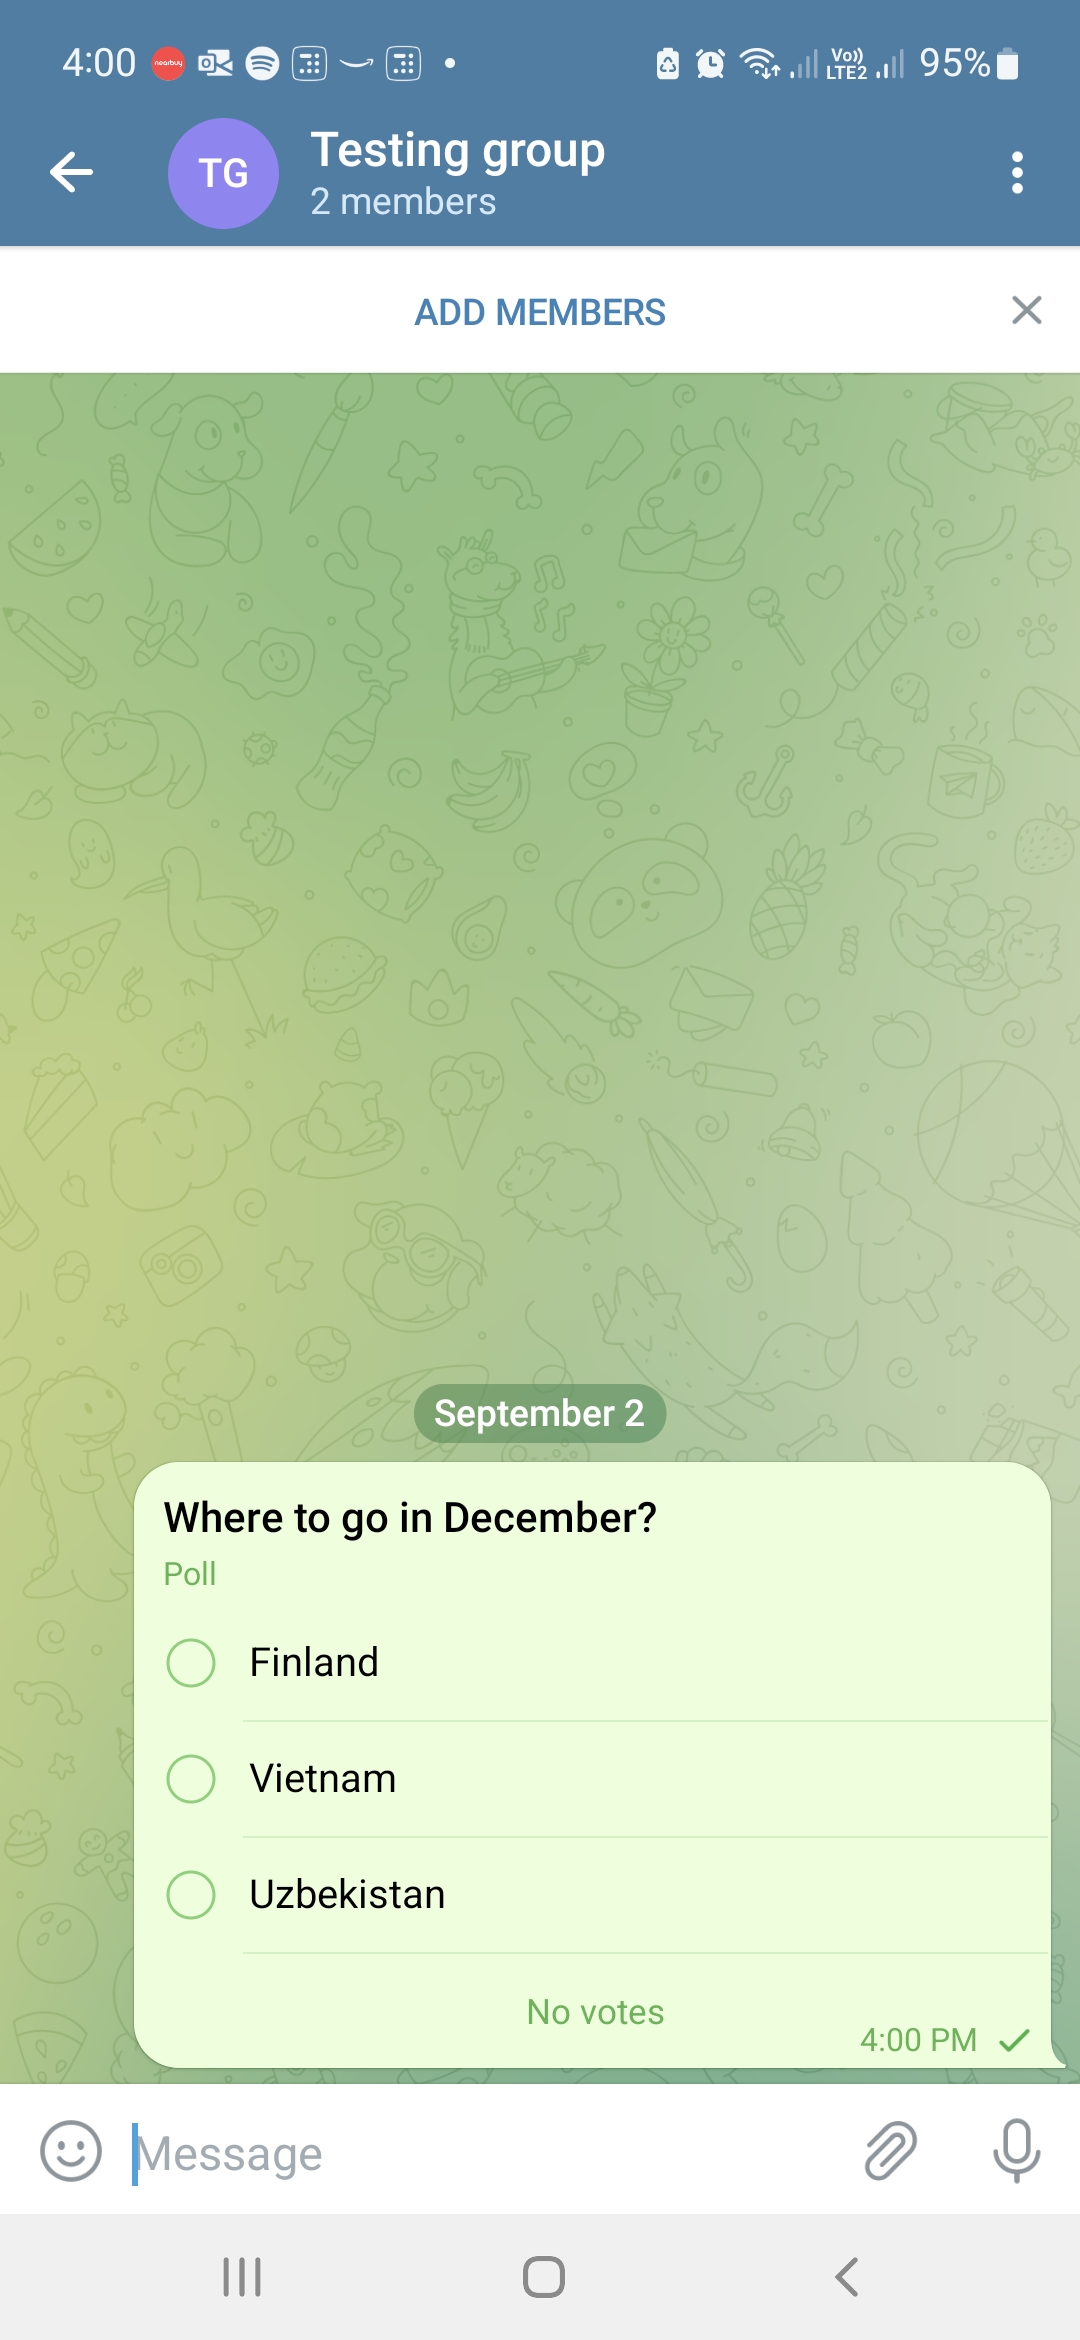 4:00 nearbuy Vo)) LTE2 95%
TG
Testing group
2 members
ADD MEMBERS
September 2
Where to go in December?
Poll
Finland
Vietnam
Uzbekistan
No votes
4:00 PM
Message